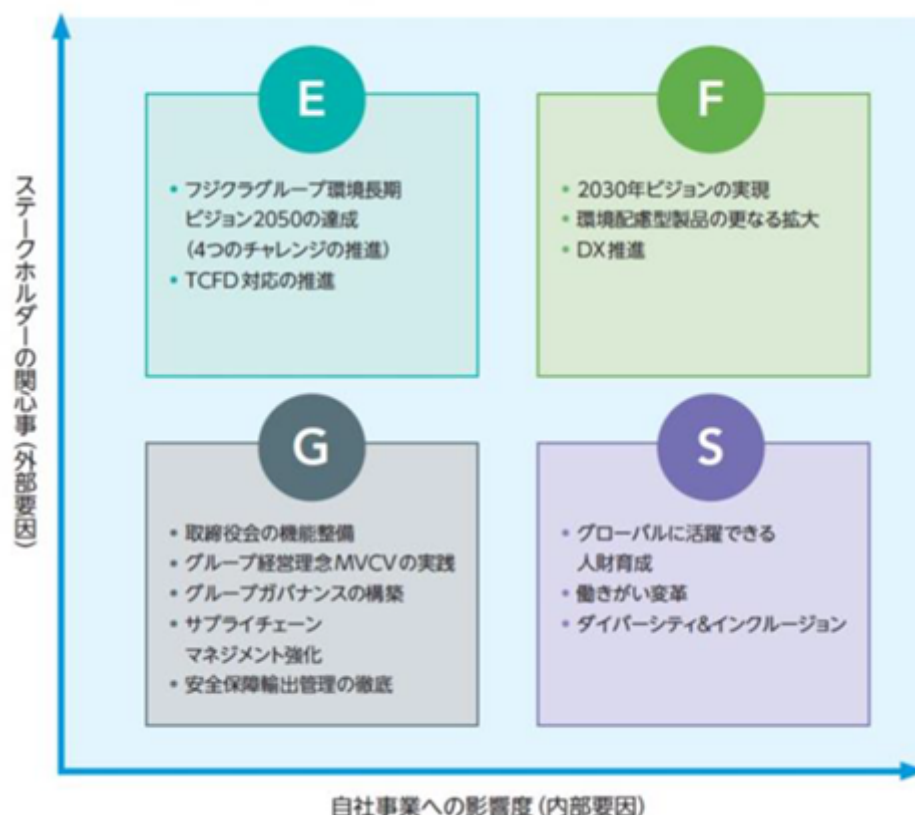 ステークホルダーの関心事（外部要因）
E
• フジクラグループ環境長期
ビジョン2050の達成
（4つのチャレンジの推進）
• TCFD対応の推進
F
• 2030年ビジョンの実現
• 環境配慮型製品の更なる拡大
• DX推進
G
• 取締役会の機能整備
• グループ経営理念MVCVの実践
• グループガバナンスの構築
• サプライチェーン
マネジメント強化
• 安全保障輸出管理の徹底
S
• グローバルに活躍できる
人財育成
• 働きがい変革
• ダイバーシティ&インクルージョン
自社事業への影響度（内部要因）